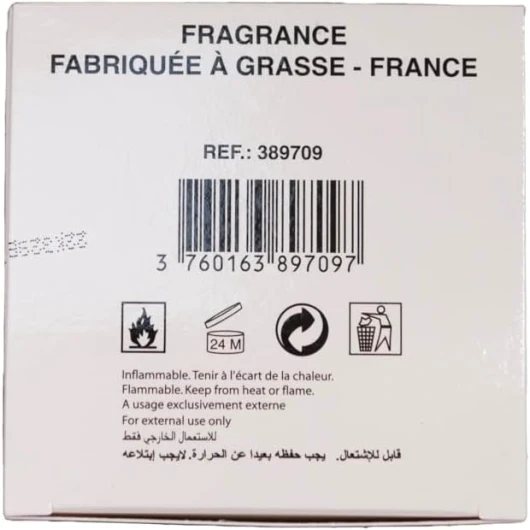 FRAGRANCE
FABRIQUÉE À GRASSE - FRANCE
REF.: 389709
3 760163 897097
24 M
Inflammable. Tenir à l'écart de la chaleur.
Flammable. Keep from heat or flame.
A usage exclusivement externe
For external use only
للاستعمال الخارجي فقط
قابل للإشتعال. يجب حفظه بعيدا عن الحرارة. لايجب إبتلاعه